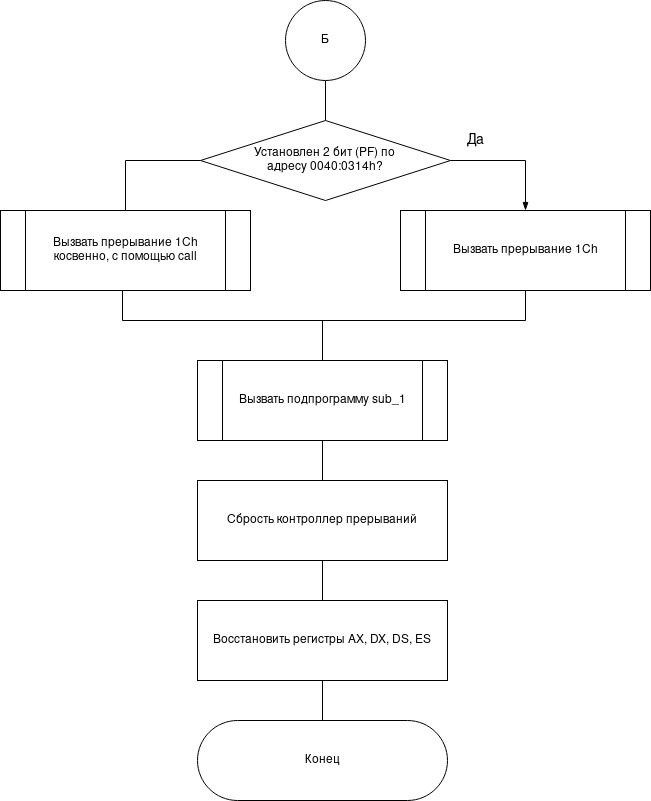 Б
Установлен 2 бит (PF) по
адресу 0040:0314h?
Да
Вызвать прерывание 1Ch
косвенно, с помощью call
Вызвать прерывание 1Ch
Вызвать подпрограмму sub_1
Сбрость контроллер прерываний
Восстановить регистры AX, DX, DS, ES
Конец